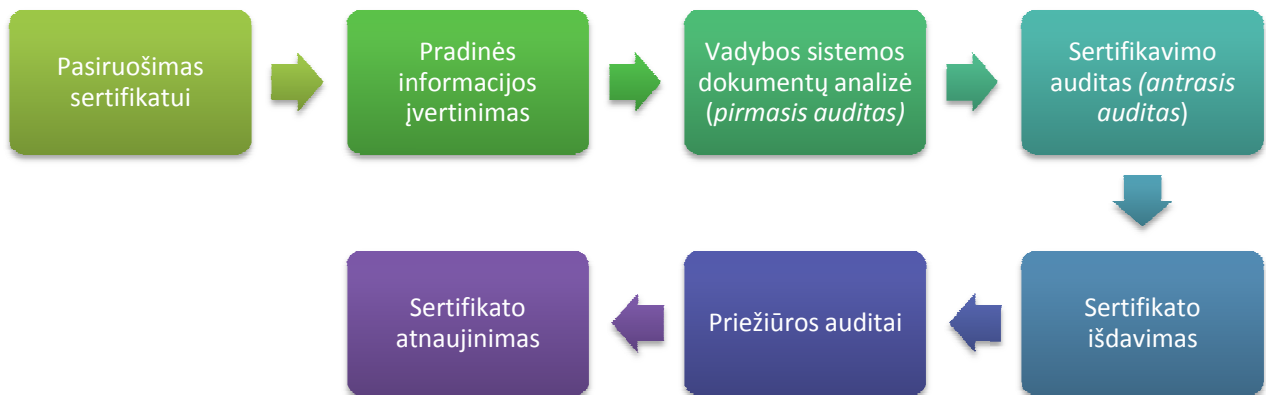 Pasiruošimas
sertifikatui
Pradinės
informacijos
įvertinimas
Vadybos sistemos
dokumentų analizė
(pirmasis auditas)
Sertifikavimo
auditas (antrasis
auditas)
Sertifikato
išdavimas
Priežiūros auditai
Sertifikato
atnaujinimas